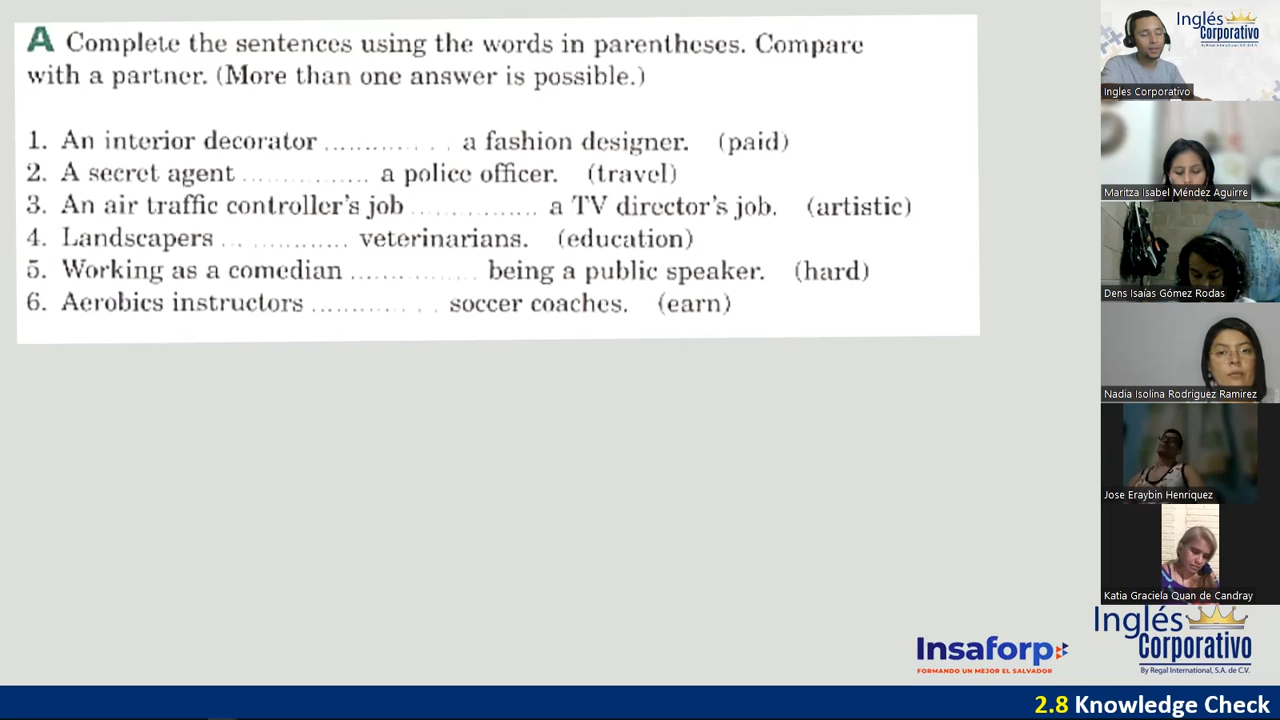 A Complete the sentences using the words in parentheses. Compare
with a partner. (More than one answer is possible.)
1. An interior decorator ............ a fashion designer. (paid)
2. A secret agent ............ a police officer. (travel)
3. An air traffic controller's job ............ a TV director's job. (artistic)
4. Landscapers ............ veterinarians. (education)
5. Working as a comedian ............ being a public speaker. (hard)
6. Aerobics instructors ............ soccer coaches. (earn)
Inglés
Corporativo
By Regal International, S.A. de C.V.
Ingles Corporativo
Maritza Isabel Méndez Aguirre
Dens Isaías Gómez Rodas
Nadia Isolina Rodriguez Ramirez
Jose Eraybin Henriquez
Katia Graciela Quan de Candray
Insaforp
FORMANDO UN MEJOR EL SALVADOR
Inglés
Corporativo
By Regal International, S.A. de C.V.
2.8 Knowledge Check